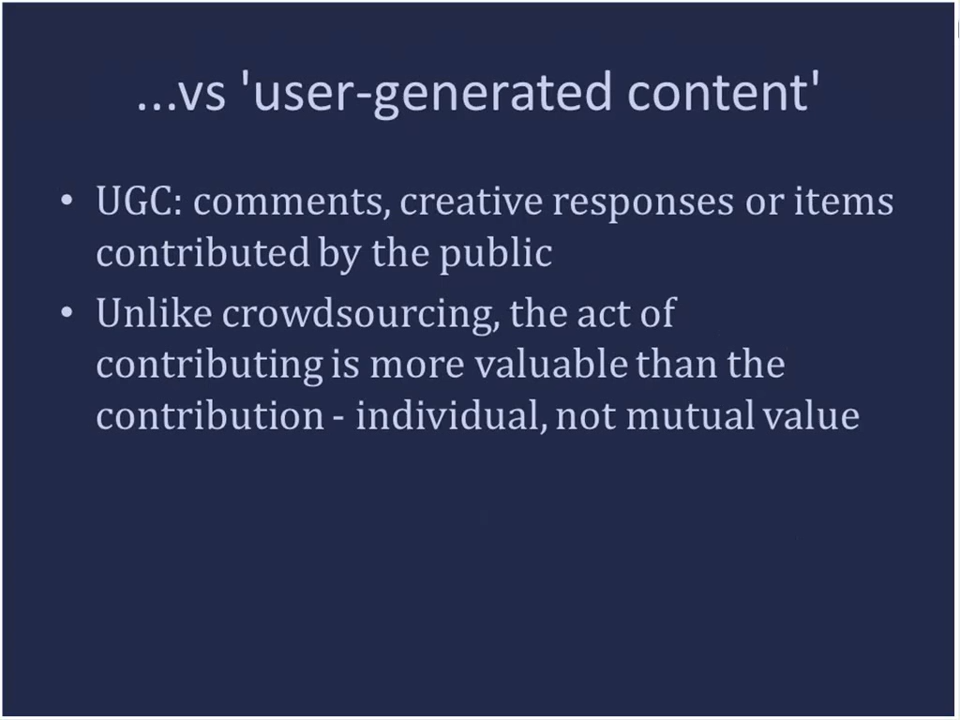 ...vs 'user-generated content'
• UGC: comments, creative responses or items
contributed by the public
• Unlike crowdsourcing, the act of
contributing is more valuable than the
contribution - individual, not mutual value